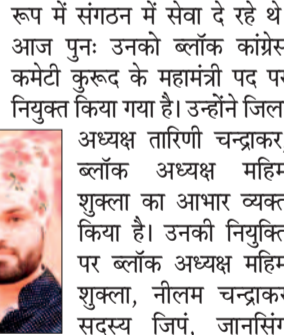 रूप में संगठन में सेवा दे रहे थे
आज पुनः उनको ब्लॉक कांग्रेस
कमेटी कुरूद के महामंत्री पद पर
नियुक्त किया गया है। उन्होंने जिला
अध्यक्ष तारिणी चन्द्राकर,
ब्लॉक अध्यक्ष महिम
शुक्ला का आभार व्यक्त
किया है। उनकी नियुक्ति
पर ब्लॉक अध्यक्ष महिम
शुक्ला, नीलम चन्द्राकर
सदस्य जिपं, जानसिंग